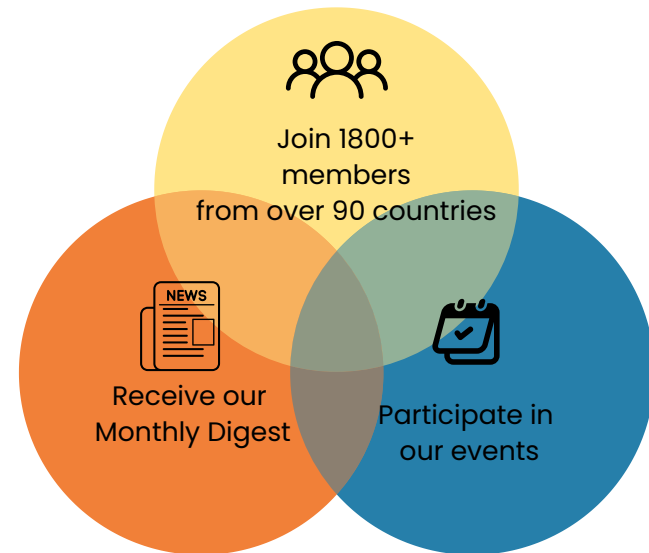 Join 1800+
members
from over 90 countries
NEWS
Receive our
Monthly Digest
Participate in
our events